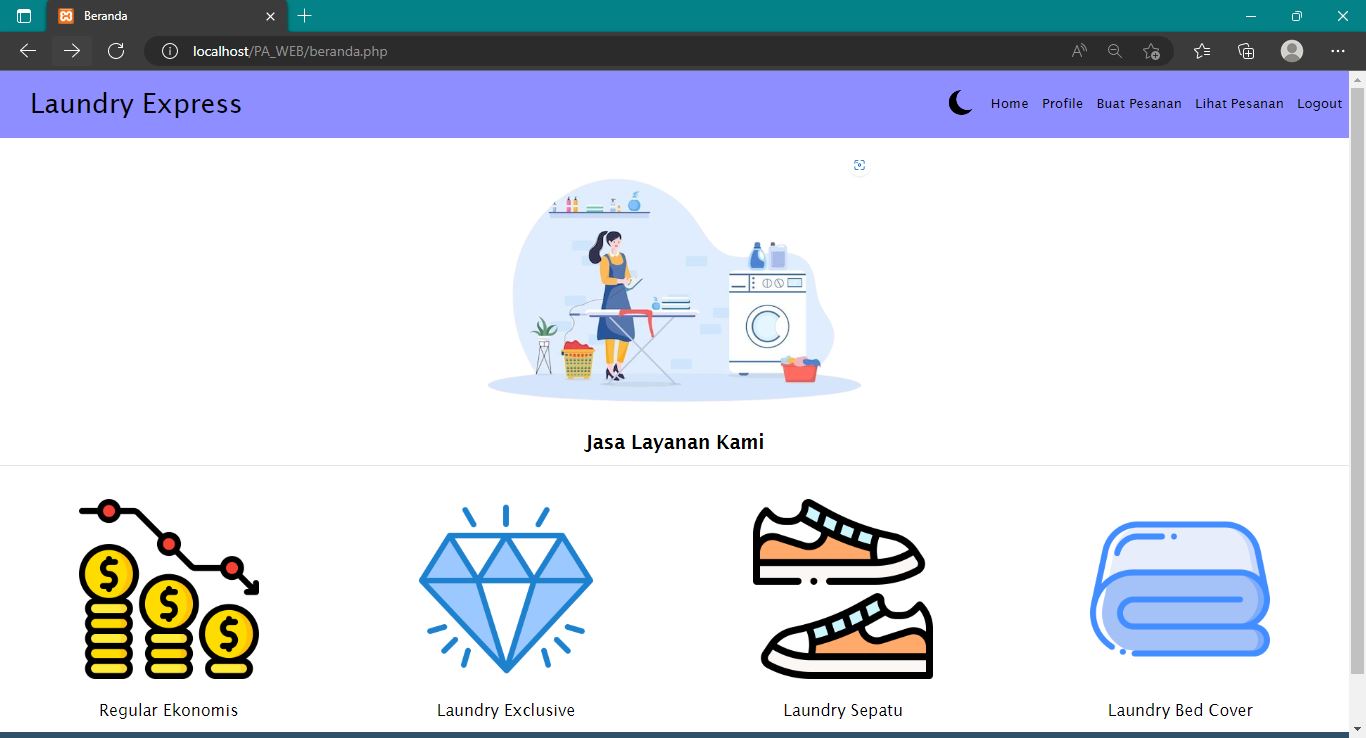 Beranda
localhost/PA_WEB/beranda.php
Laundry Express
Home Profile Buat Pesanan Lihat Pesanan Logout
Jasa Layanan Kami
$ $ $
Regular Ekonomis Laundry Exclusive Laundry Sepatu Laundry Bed Cover